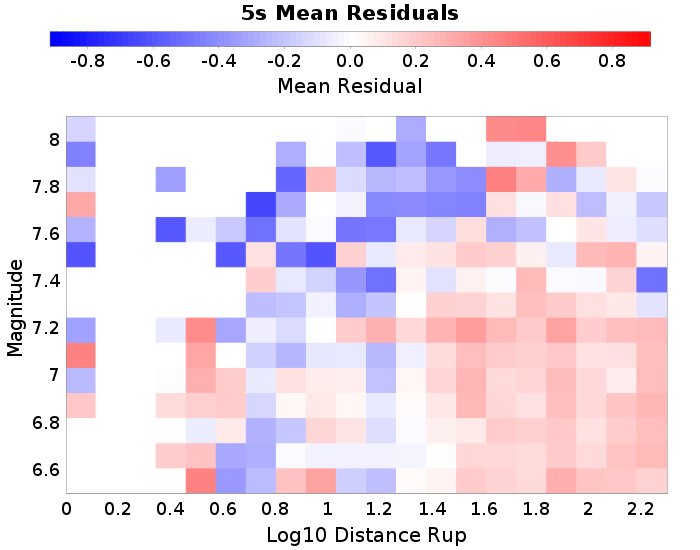 5s Mean Residuals
-0.8 -0.6 -0.4 -0.2 0.0 0.2 0.4 0.6 0.8
Mean Residual
8
7.8
7.6
7.4
7.2
7
6.8
6.6
Magnitude
0 0.2 0.4 0.6 0.8 1 1.2 1.4 1.6 1.8 2 2.2
Log10 Distance Rup